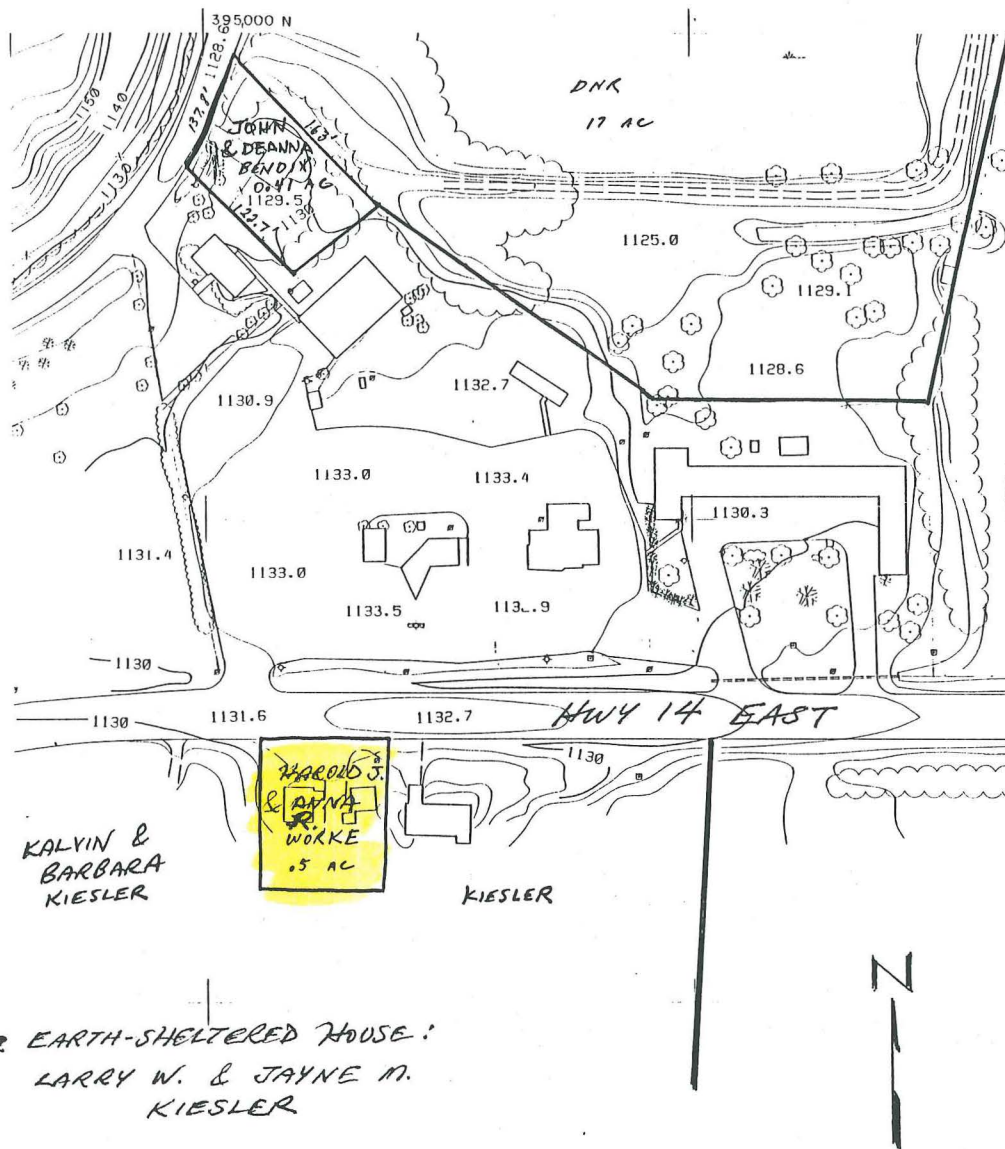 395000 N
1128.6
137.8'
1150
1140
1130
DNR
17 AC
163'
JOHN
& DEANNA
BENDIX
0.41 AC
1129.5
122.7'
1130
1125.0
1129.1
1128.6
1132.7
1130.9
1133.0
1133.4
1130.3
1131.4
1133.0
1133.5
1130
1130
1131.6
1132.7
HWY 14 EAST
1130
HAROLD J.
& ANNA
R.
WORKE
.5 AC
KALVIN &
BARBARA
KIESLER
KIESLER
N
EARTH-SHELTERED HOUSE:
LARRY W. & JAYNE M.
KIESLER